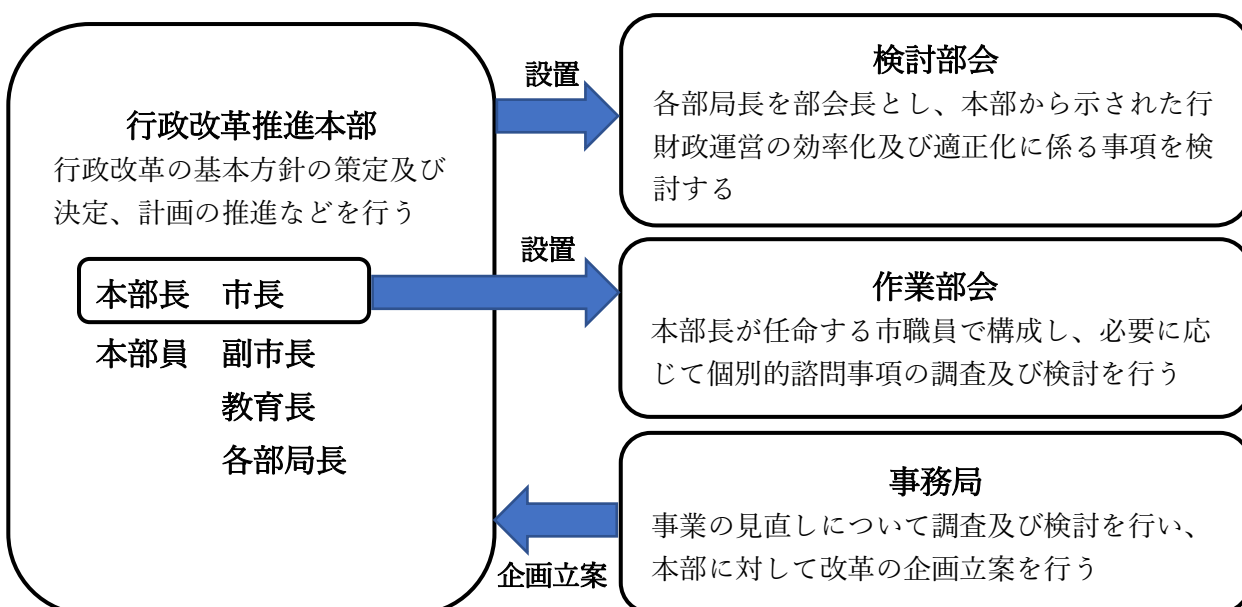 行政改革推進本部
行政改革の基本方針の策定及び
決定、計画の推進などを行う
本部長　市長
本部員　副市長
教育長
各部局長
設置
検討部会
各部局長を部会長とし、本部から示された行
財政運営の効率化及び適正化に係る事項を検
討する
設置
作業部会
本部長が任命する市職員で構成し、必要に応
じて個別的諮問事項の調査及び検討を行う
企画立案
事務局
事業の見直しについて調査及び検討を行い、
本部に対して改革の企画立案を行う